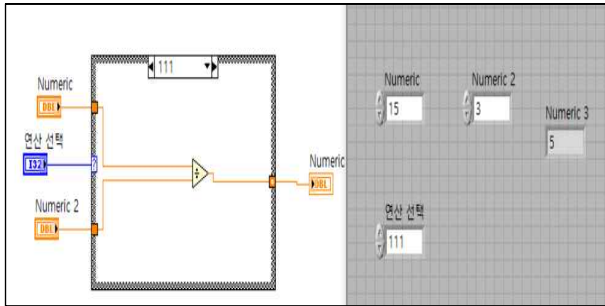 111
Numeric
DBL
연산 선택
I32
?
Numeric 2
DBL
÷
Numeric
DBL
Numeric
15
Numeric 2
3
Numeric 3
5
연산 선택
111